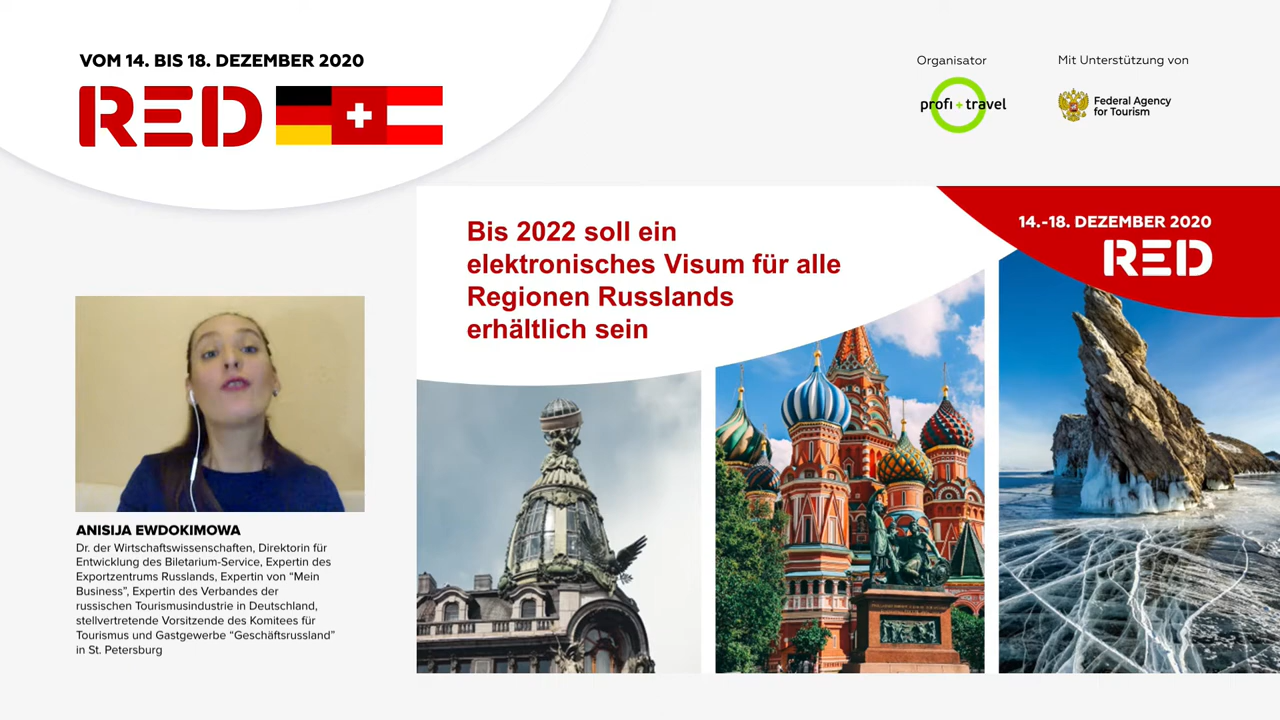 VOM 14. BIS 18. DEZEMBER 2020
RED
Organisator
profi + travel
Mit Unterstützung von
Federal Agency
for Tourism
Bis 2022 soll ein
elektronisches Visum für alle
Regionen Russlands
erhältlich sein
14.-18. DEZEMBER 2020
RED
ANISIJA EWDOKIMOWA
Dr. der Wirtschaftswissenschaften, Direktorin für
Entwicklung des Biletarium-Service, Expertin des
Exportzentrums Russlands, Expertin von “Mein
Business”, Expertin des Verbandes der
russischen Tourismusindustrie in Deutschland,
stellvertretende Vorsitzende des Komitees für
Tourismus und Gastgewerbe “Geschäftsrussland”
in St. Petersburg